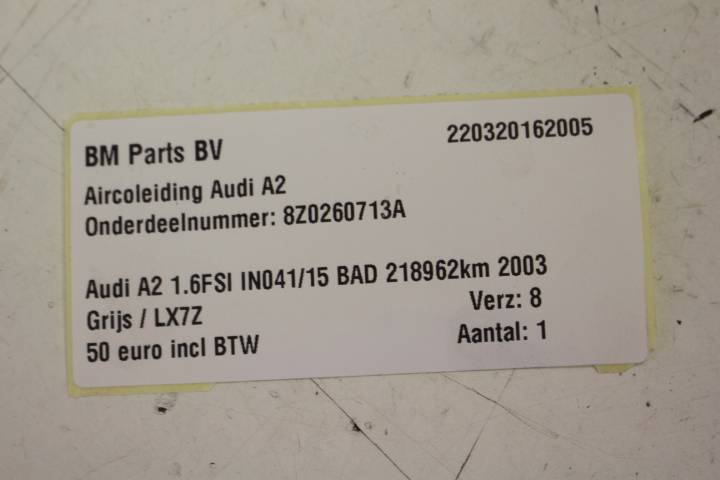 BM Parts BV 220320162005
Aircoleiding Audi A2
Onderdeelnummer: 8Z0260713A
Audi A2 1.6FSI IN041/15 BAD 218962km 2003
Grijs / LX7Z Verz: 8
50 euro incl BTW Aantal: 1